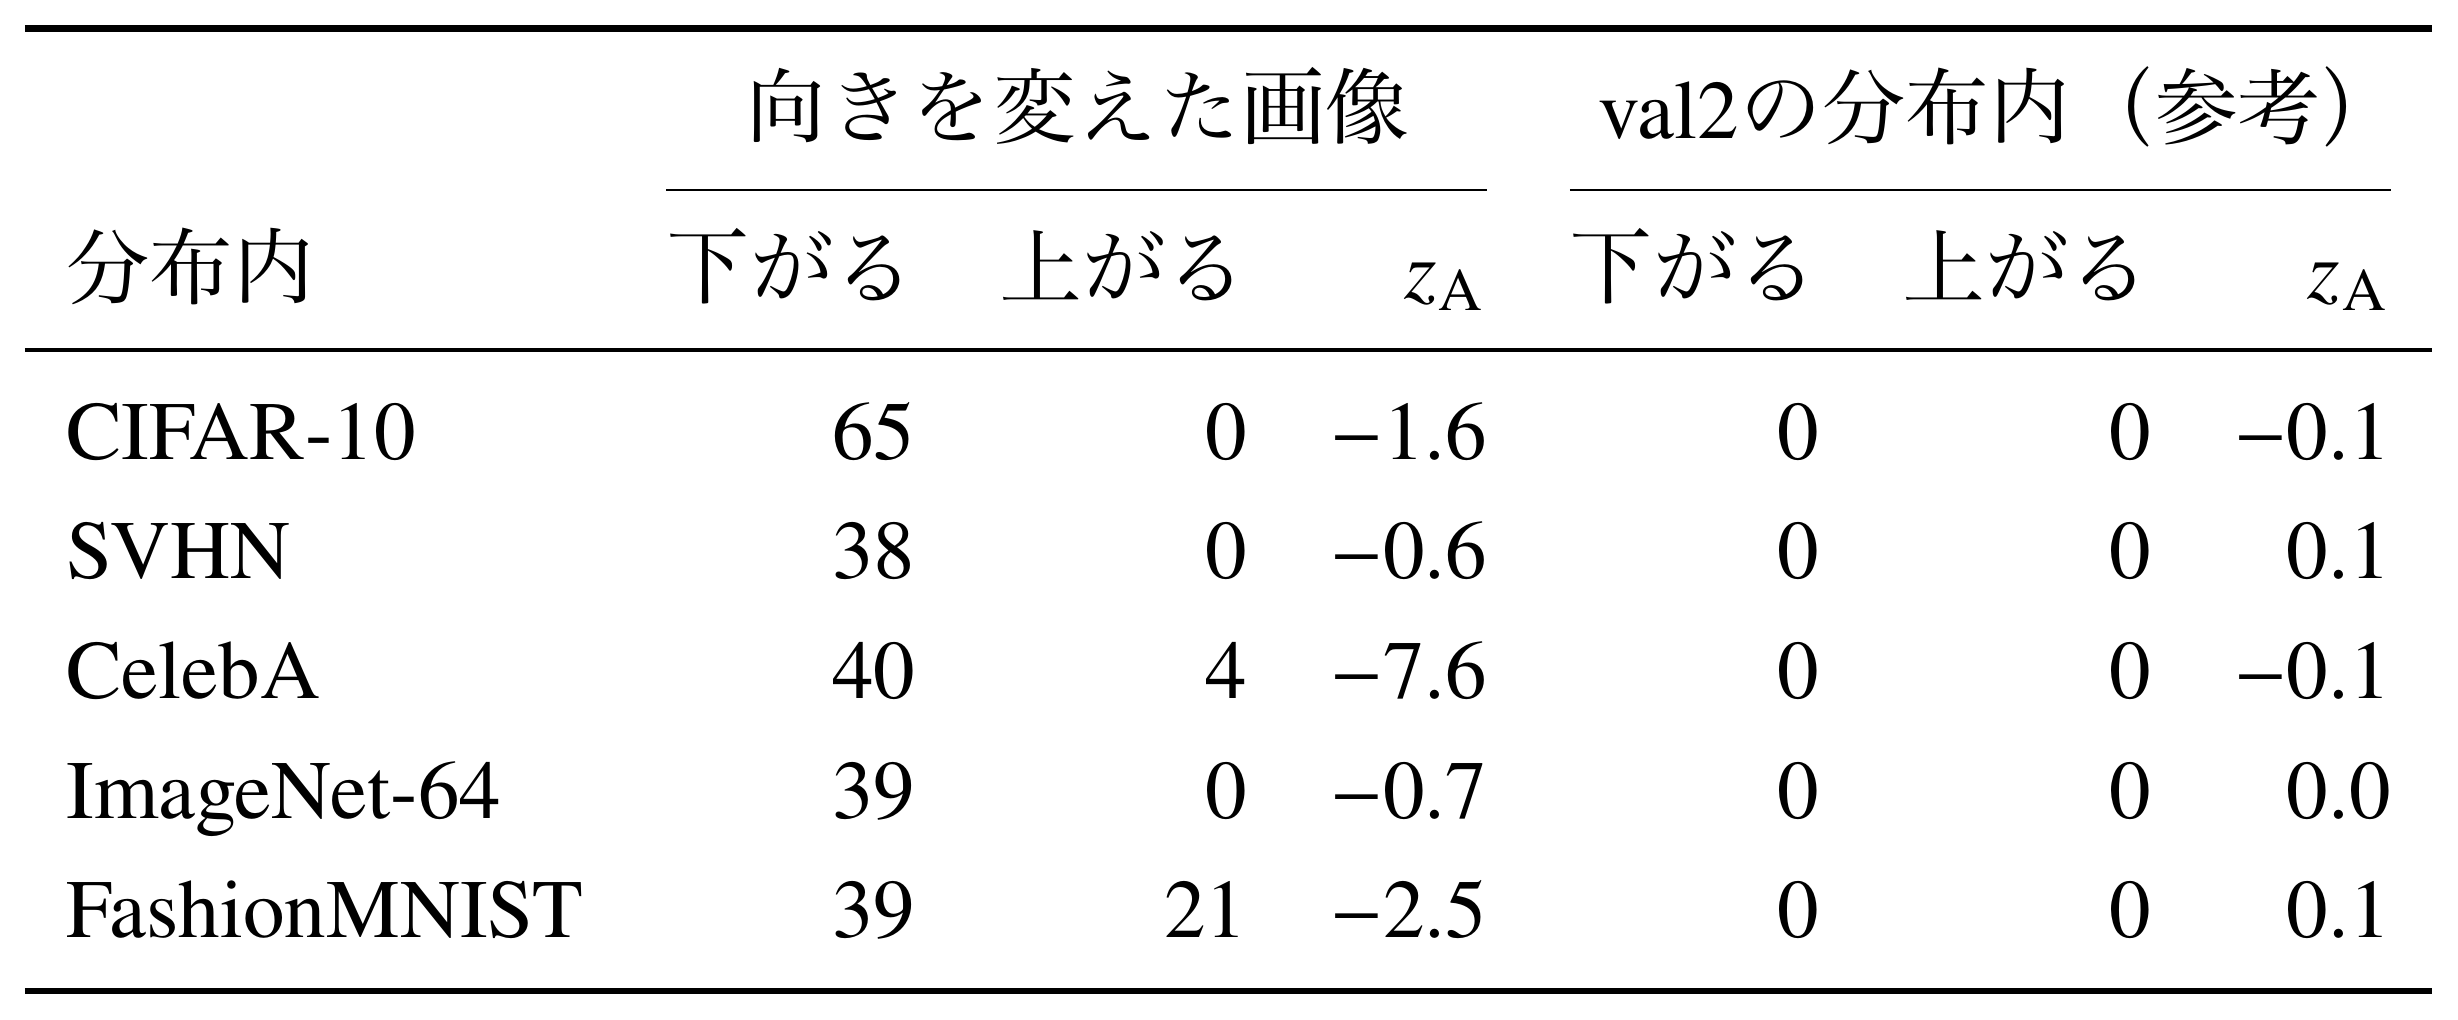 向きを変えた画像 val2の分布内（参考）
分布内 下がる 上がる zA 下がる 上がる zA
CIFAR-10 65 0 −1.6 0 0 −0.1
SVHN 38 0 −0.6 0 0 0.1
CelebA 40 4 −7.6 0 0 −0.1
ImageNet-64 39 0 −0.7 0 0 0.0
FashionMNIST 39 21 −2.5 0 0 0.1